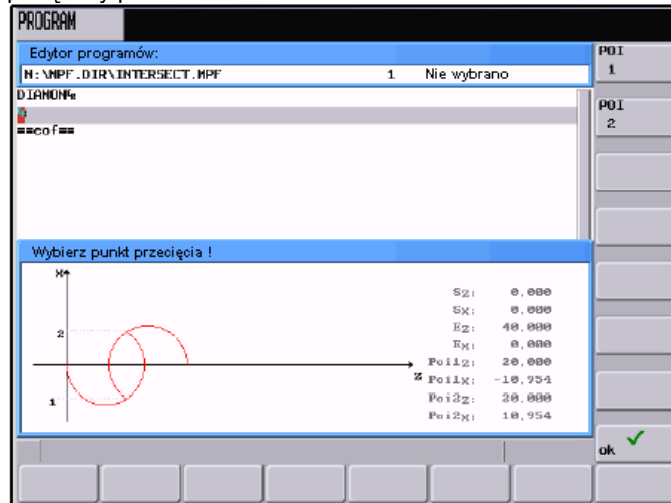 PROGRAM
Edytor programów:
N:\MPF.DIR\INTERSECT.MPF 1 Nie wybrano
DIAMON
==eof==
Wybierz punkt przecięcia !
X
2
1
Z
SZ: 0,000
SX: 0,000
EZ: 40.000
EX: 0,000
Poi1Z: 20.000
Poi1X: -10,954
Poi2Z: 20.000
Poi2X: 10,954
POI
1
POI
2
ok